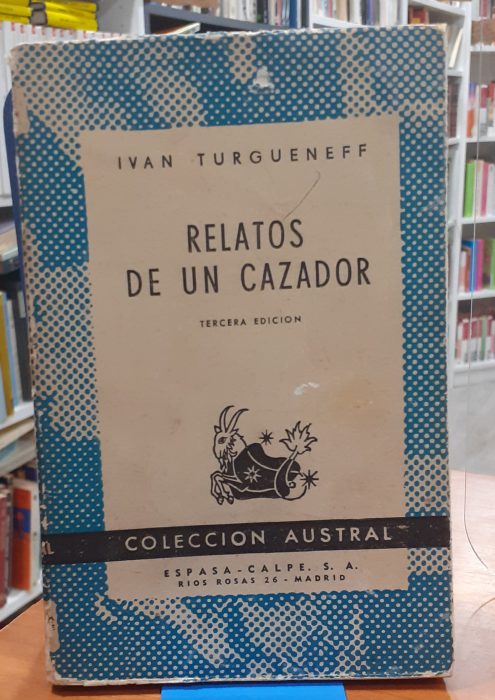 IVAN TURGUENEFF
RELATOS
DE UN CAZADOR
TERCERA EDICION
COLECCION AUSTRAL
ESPASA-CALPE, S. A.
RIOS ROSAS 26 - MADRID